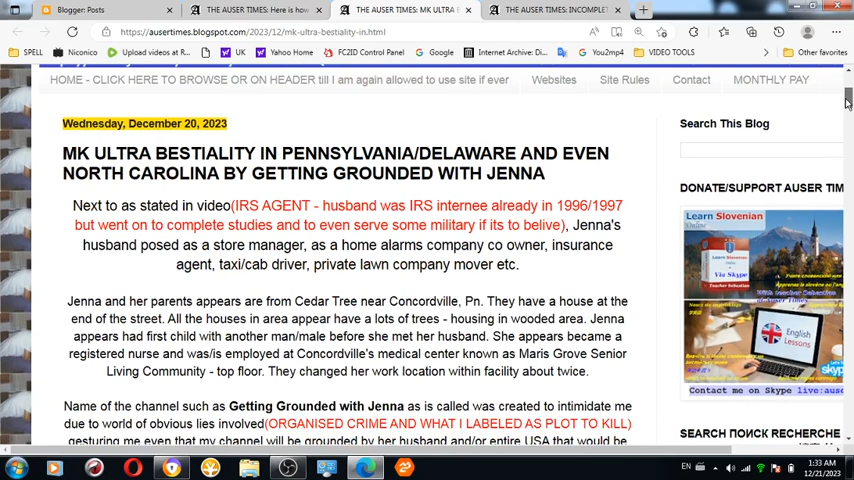 Blogger: Posts
THE AUSER TIMES: Here is how
THE AUSER TIMES: MK ULTRA B
THE AUSER TIMES: INCOMPLET
https://ausertimes.blogspot.com/2023/12/mk-ultra-bestiality-in.html
SPELL
Niconico
Upload videos at R...
UK
Yahoo Home
FC2ID Control Panel
Google
Internet Archive: Di...
You2mp4
VIDEO TOOLS
Other favorites
HOME - CLICK HERE TO BROWSE OR ON HEADER till I am again allowed to use site if ever
Websites
Site Rules
Contact
MONTHLY PAY
Wednesday, December 20, 2023
MK ULTRA BESTIALITY IN PENNSYLVANIA/DELAWARE AND EVEN
NORTH CAROLINA BY GETTING GROUNDED WITH JENNA
Next to as stated in video(IRS AGENT - husband was IRS internee already in 1996/1997
but went on to complete studies and to even serve some military if its to belive), Jenna's
husband posed as a store manager, as a home alarms company co owner, insurance
agent, taxi/cab driver, private lawn company mover etc.
Jenna and her parents appears are from Cedar Tree near Concordville, Pn. They have a house at the
end of the street. All the houses in area appear have a lots of trees - housing in wooded area. Jenna
appears had first child with another man/male before she met her husband. She appears became a
registered nurse and was/is employed at Concordville's medical center known as Maris Grove Senior
Living Community - top floor. They changed her work location within facility about twice.
Name of the channel such as Getting Grounded with Jenna as is called was created to intimidate me
due to world of obvious lies involved(ORGANISED CRIME AND WHAT I LABELED AS PLOT TO KILL)
gesturing me even that my channel will be grounded by her husband and/or entire USA that would be
Search This Blog
DONATE/SUPPORT AUSER TIM
Learn Slovenian
Online
Via Skype
English
Lessons
Contact me on Skype live:ause
SEARCH ПОИСК RECHERCHE
EN
1:33 AM
12/21/2023